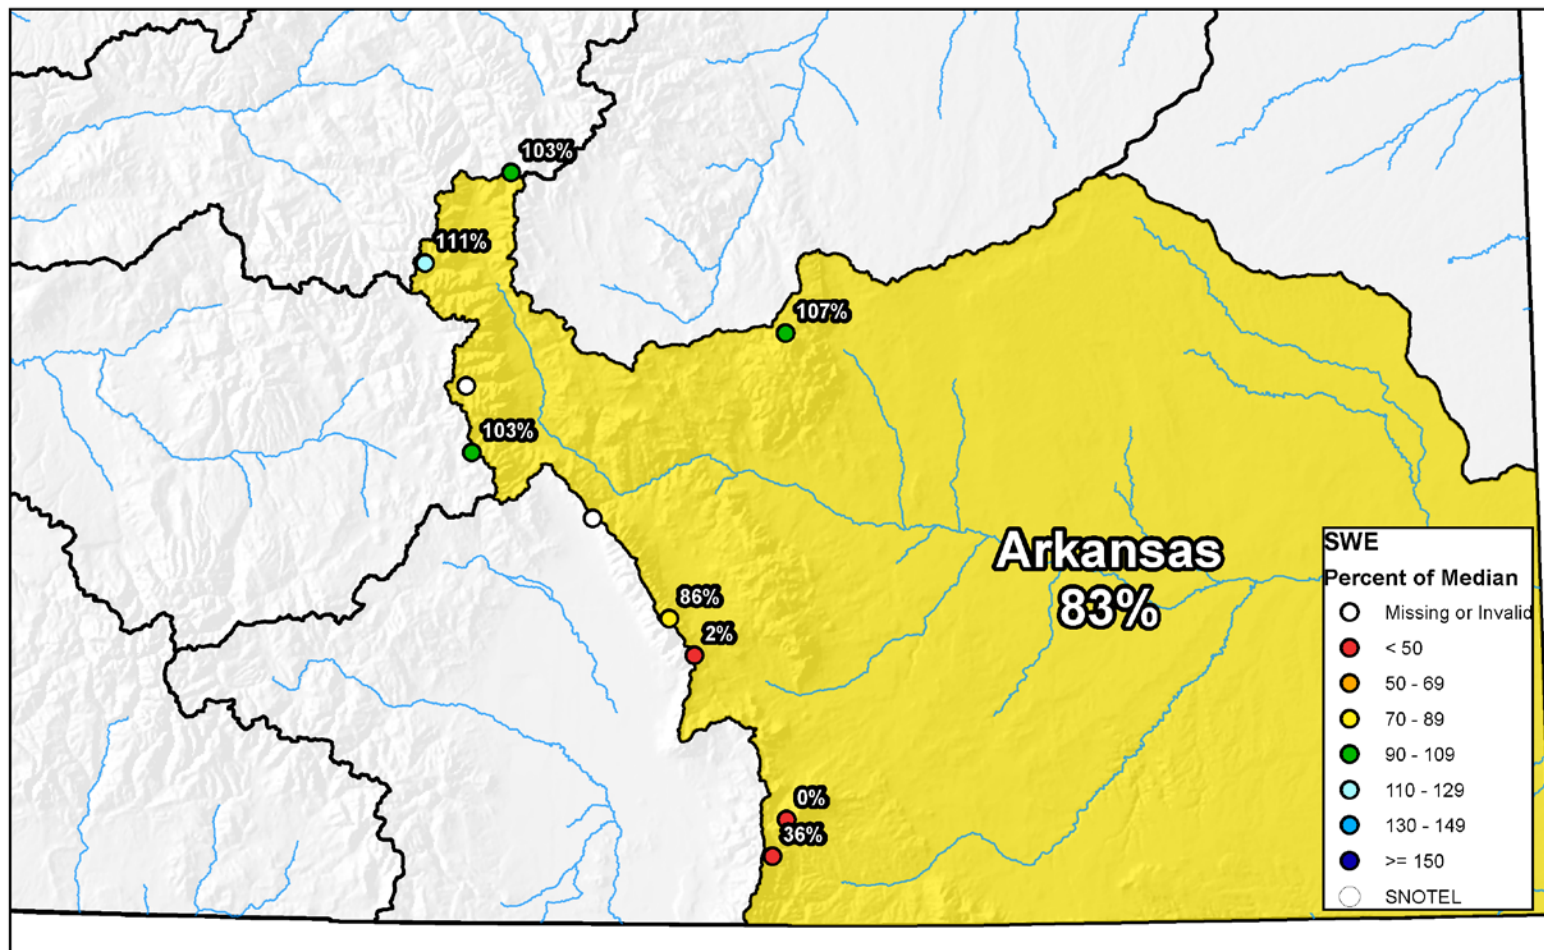 103%
111%
107%
103%
Arkansas
83%
86%
2%
0%
36%
SWE
Percent of Median
Missing or Invalid
< 50
50 - 69
70 - 89
90 - 109
110 - 129
130 - 149
>= 150
SNOTEL